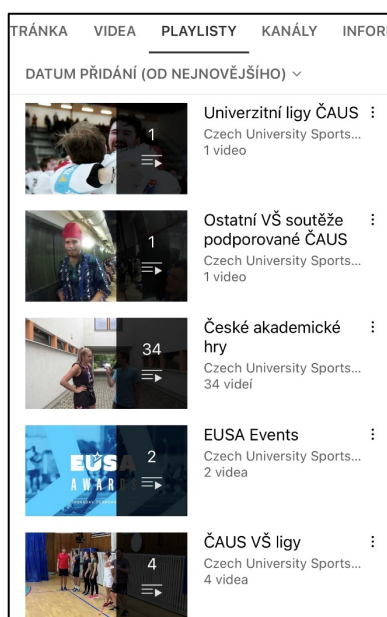 TRÁNKA VIDEA PLAYLISTY KANÁLY INFOR
DATUM PŘIDÁNÍ (OD NEJNOVĚJŠÍHO)
1
Univerzitní ligy ČAUS
Czech University Sports...
1 video
1
Ostatní VŠ soutěže
podporované ČAUS
Czech University Sports...
1 video
34
České akademické
hry
Czech University Sports...
34 videí
EUSA
AWARD
2
EUSA Events
Czech University Sports...
2 videa
4
ČAUS VŠ ligy
Czech University Sports...
4 videa